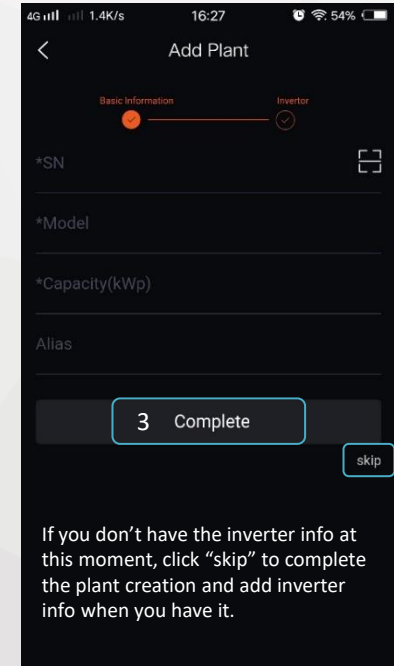 4G 1.4K/s 16:27 54%
Add Plant
Basic Information Invertor
*SN
*Model
*Capacity(kWp)
Alias
3 Complete
skip
If you don’t have the inverter info at
this moment, click “skip” to complete
the plant creation and add inverter
info when you have it.